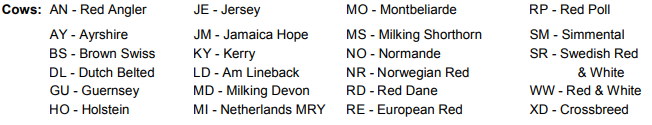 Cows: AN - Red Angler JE - Jersey MO - Montbeliarde RP - Red Poll
AY - Ayrshire JM - Jamaica Hope MS - Milking Shorthorn SM - Simmental
BS - Brown Swiss KY - Kerry NO - Normande SR - Swedish Red
DL - Dutch Belted LD - Am Lineback NR - Norwegian Red & White
GU - Guernsey MD - Milking Devon RD - Red Dane WW - Red & White
HO - Holstein MI - Netherlands MRY RE - European Red XD - Crossbreed